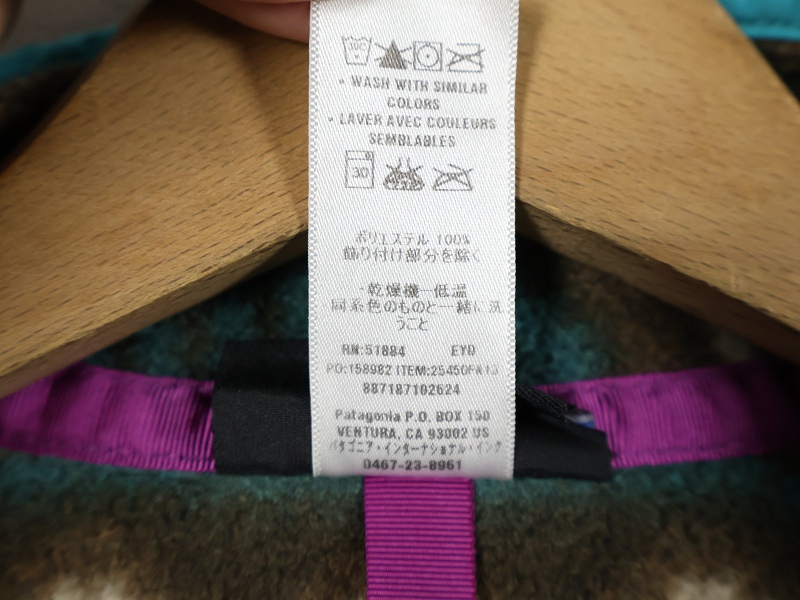 30C
• WASH WITH SIMILAR
COLORS
• LAVER AVEC COULEURS
SEMBLABLES
30
ポリエステル 100%
飾り付け部分を除く
・乾燥機一低温
同系色のものと一緒に洗
うこと
RN:51884 EYD
PO:158982 ITEM:25450FA13
887187102624
Patagonia P.O. BOX 150
VENTURA, CA 93002 US
パタゴニア・インターナショナル・インク
0467-23-8961